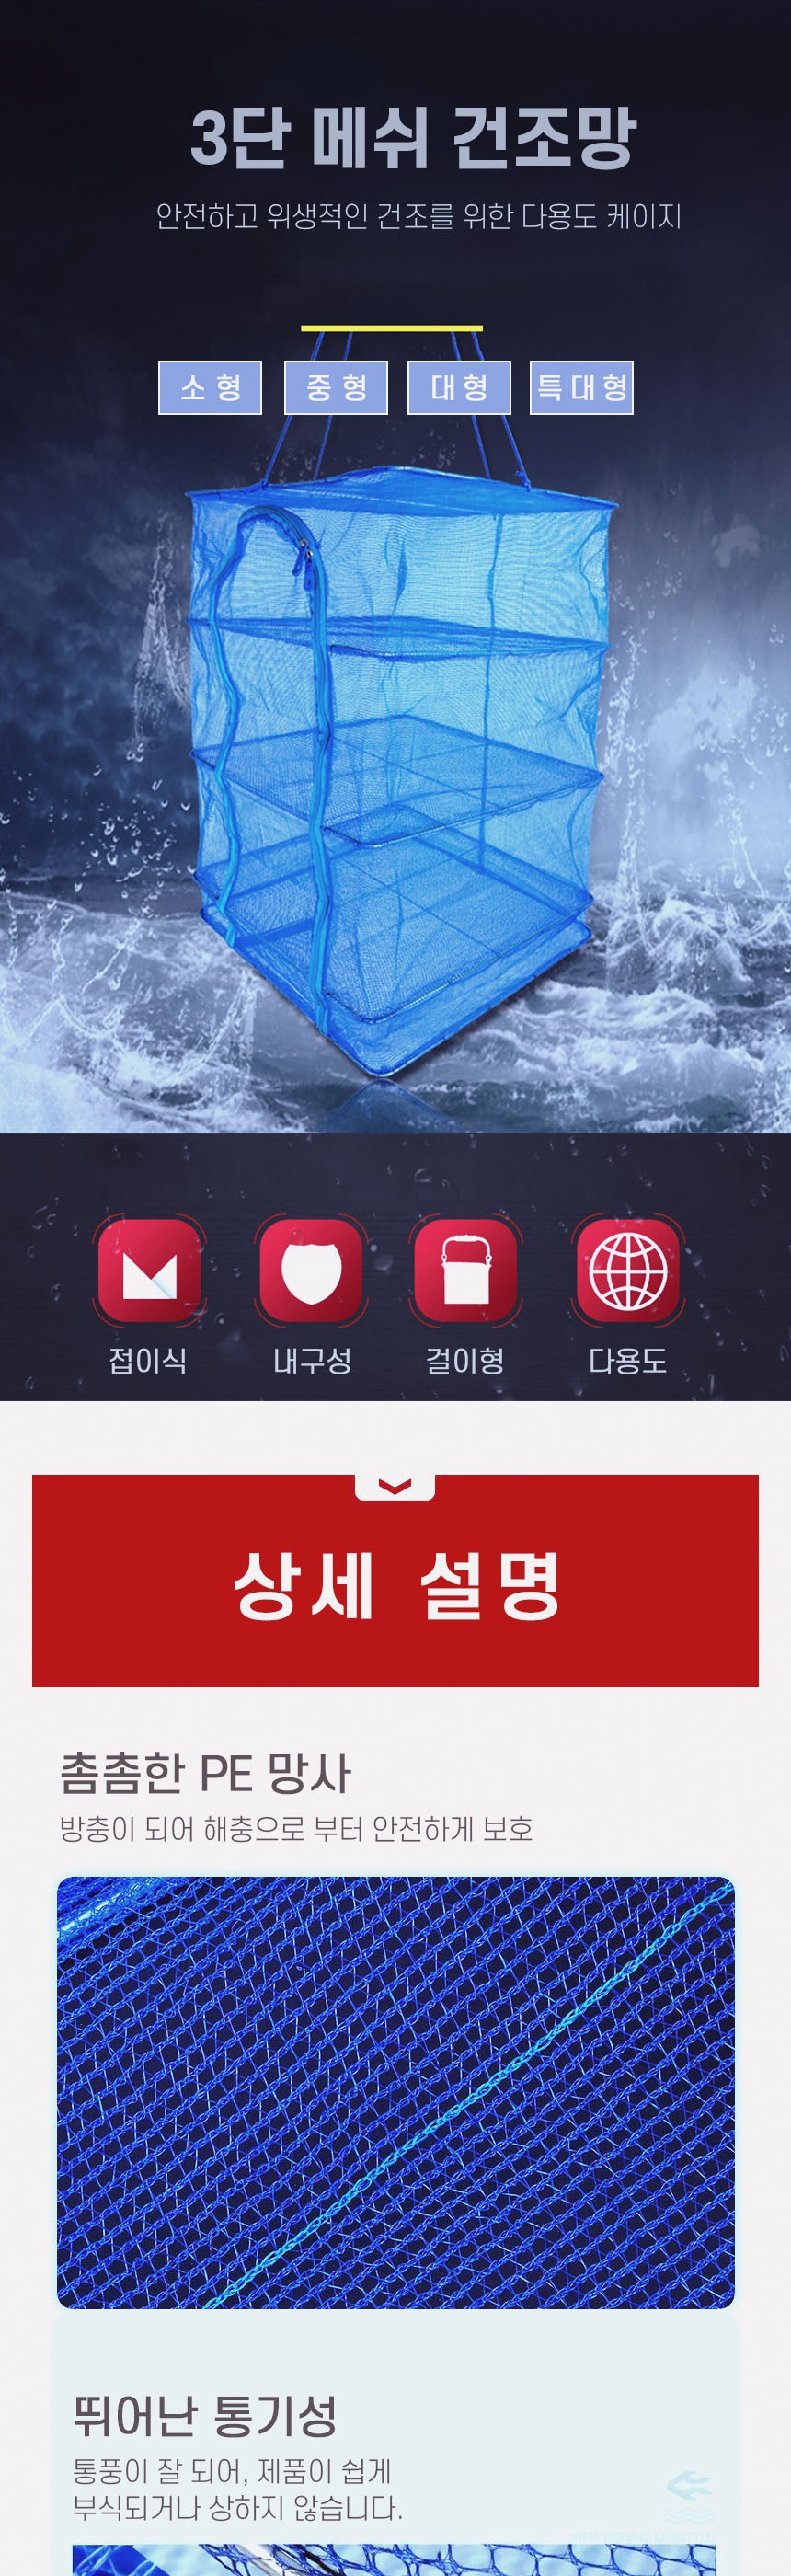 3단 메쉬 건조망
안전하고 위생적인 건조를 위한 다용도 케이지
소형 중형 대형 특대형
접이식 내구성 걸이형 다용도
상세 설명
촘촘한 PE 망사
방충이 되어 해충으로 부터 안전하게 보호
뛰어난 통기성
통풍이 잘 되어, 제품이 쉽게
부식되거나 상하지 않습니다.